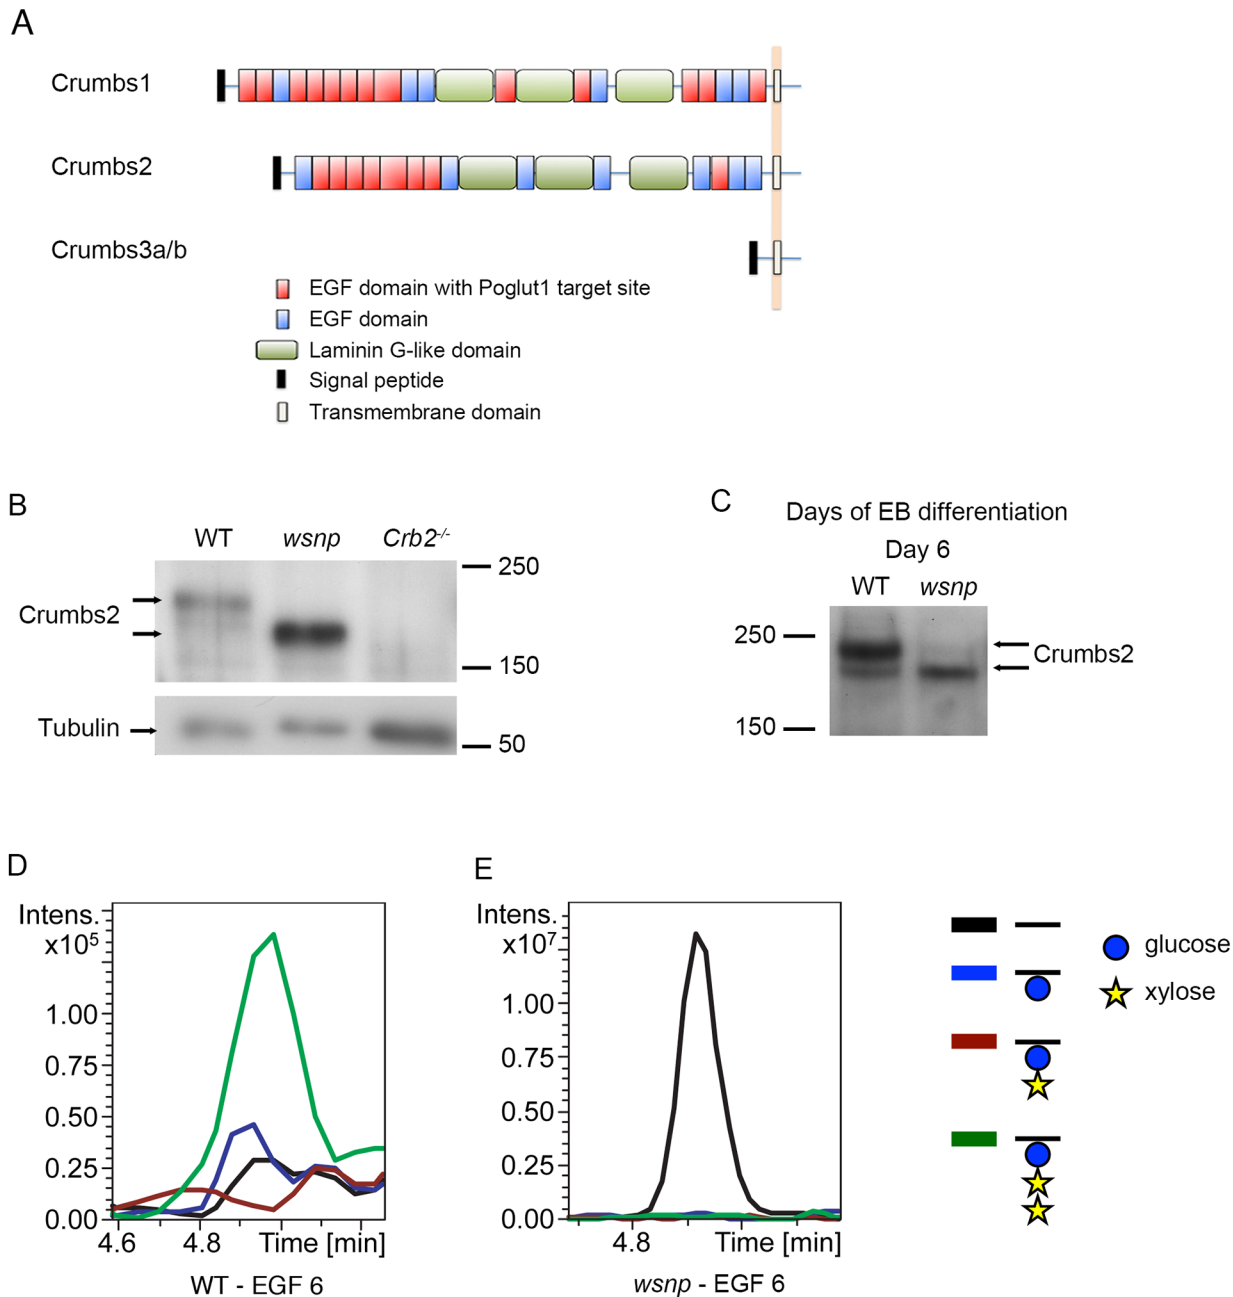 A
Crumbs1
Crumbs2
Crumbs3a/b
EGF domain with Poglut1 target site
EGF domain
Laminin G-like domain
Signal peptide
Transmembrane domain
B
WT wsnp Crb2-/-
250
Crumbs2
150
Tubulin
50
C
Days of EB differentiation
Day 6
WT wsnp
250
Crumbs2
150
D
Intens.
x10⁵
1.00
0.75
0.50
0.25
0.00
4.6 4.8 Time [min]
WT - EGF 6
E
Intens.
x10⁷
1.00
0.75
0.50
0.25
0.00
4.8 Time [min]
wsnp - EGF 6
glucose
xylose